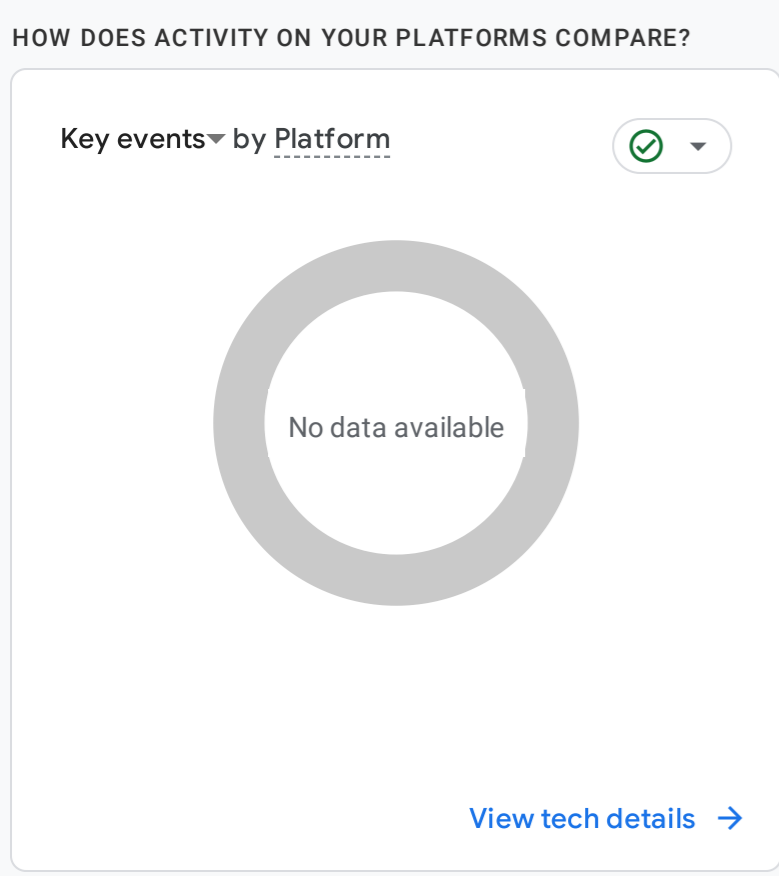 HOW DOES ACTIVITY ON YOUR PLATFORMS COMPARE?
Key events by Platform
No data available
View tech details